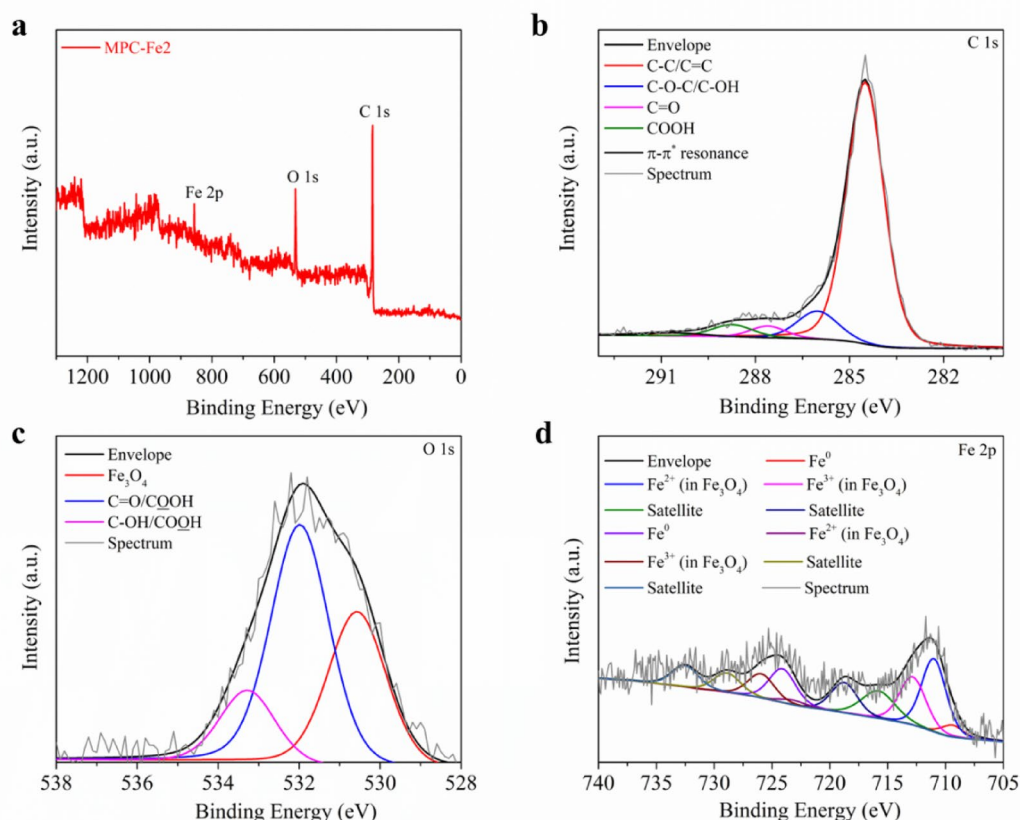 a
MPC-Fe2
C 1s
O 1s
Fe 2p
Intensity (a.u.)
1200 1000 800 600 400 200 0
Binding Energy (eV)
b
C 1s
Envelope
C-C/C=C
C-O-C/C-OH
C=O
COOH
π-π* resonance
Spectrum
Intensity (a.u.)
291 288 285 282
Binding Energy (eV)
c
O 1s
Envelope
Fe₃O₄
C=O/COOH
C-OH/COOH
Spectrum
Intensity (a.u.)
538 536 534 532 530 528
Binding Energy (eV)
d
Fe 2p
Envelope Fe⁰
Fe²⁺ (in Fe₃O₄) Fe³⁺ (in Fe₃O₄)
Satellite Satellite
Fe⁰ Fe²⁺ (in Fe₃O₄)
Fe³⁺ (in Fe₃O₄) Satellite
Satellite Spectrum
Intensity (a.u.)
740 735 730 725 720 715 710 705
Binding Energy (eV)